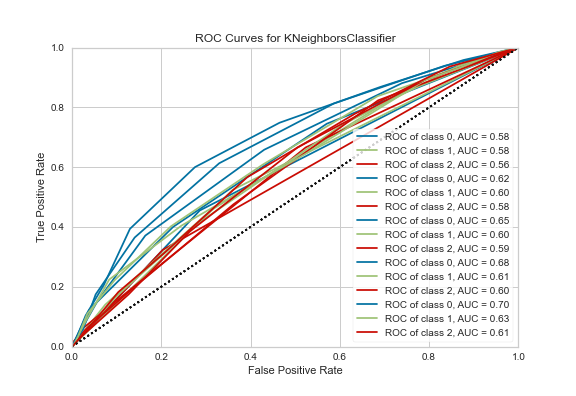 ROC Curves for KNeighborsClassifier
1.0
0.8
0.6
0.4
0.2
0.0
True Positive Rate
ROC of class 0, AUC = 0.58
ROC of class 1, AUC = 0.58
ROC of class 2, AUC = 0.56
ROC of class 0, AUC = 0.62
ROC of class 1, AUC = 0.60
ROC of class 2, AUC = 0.58
ROC of class 0, AUC = 0.65
ROC of class 1, AUC = 0.60
ROC of class 2, AUC = 0.59
ROC of class 0, AUC = 0.68
ROC of class 1, AUC = 0.61
ROC of class 2, AUC = 0.60
ROC of class 0, AUC = 0.70
ROC of class 1, AUC = 0.63
ROC of class 2, AUC = 0.61
0.0 0.2 0.4 0.6 0.8 1.0
False Positive Rate